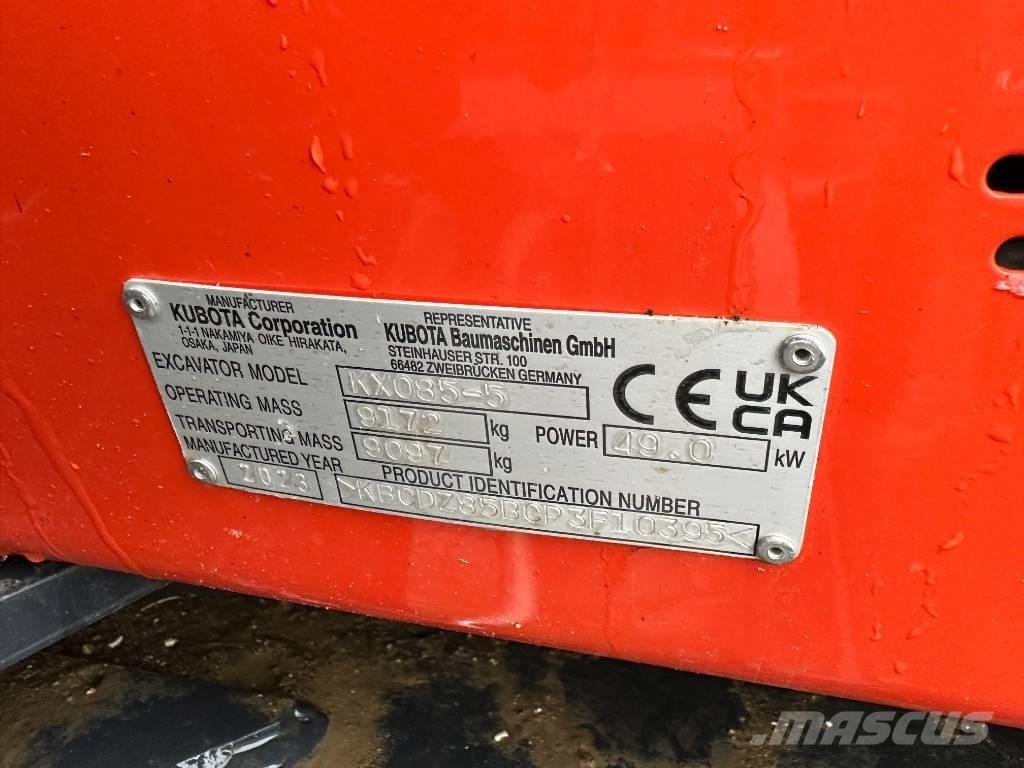 MANUFACTURER
KUBOTA Corporation
1-1-1 NAKAMIYA OIKE HIRAKATA,
OSAKA, JAPAN
REPRESENTATIVE
KUBOTA Baumaschinen GmbH
STEINHAUSER STR. 100
66482 ZWEIBRÜCKEN GERMANY
EXCAVATOR MODEL KX085-5
OPERATING MASS 9172 kg
POWER 49.0 kW
TRANSPORTING MASS 9097 kg
CE UK
CA
MANUFACTURED YEAR 2023
PRODUCT IDENTIFICATION NUMBER
>KBCDZ85BCP3F10395<
MASCUS